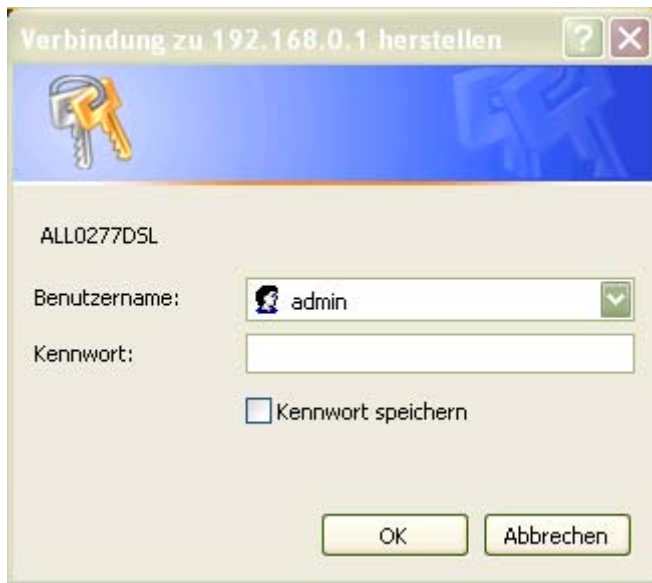 Verbindung zu 192.168.0.1 herstellen
ALL0277DSL
Benutzername:
admin
Kennwort:
Kennwort speichern
OK
Abbrechen